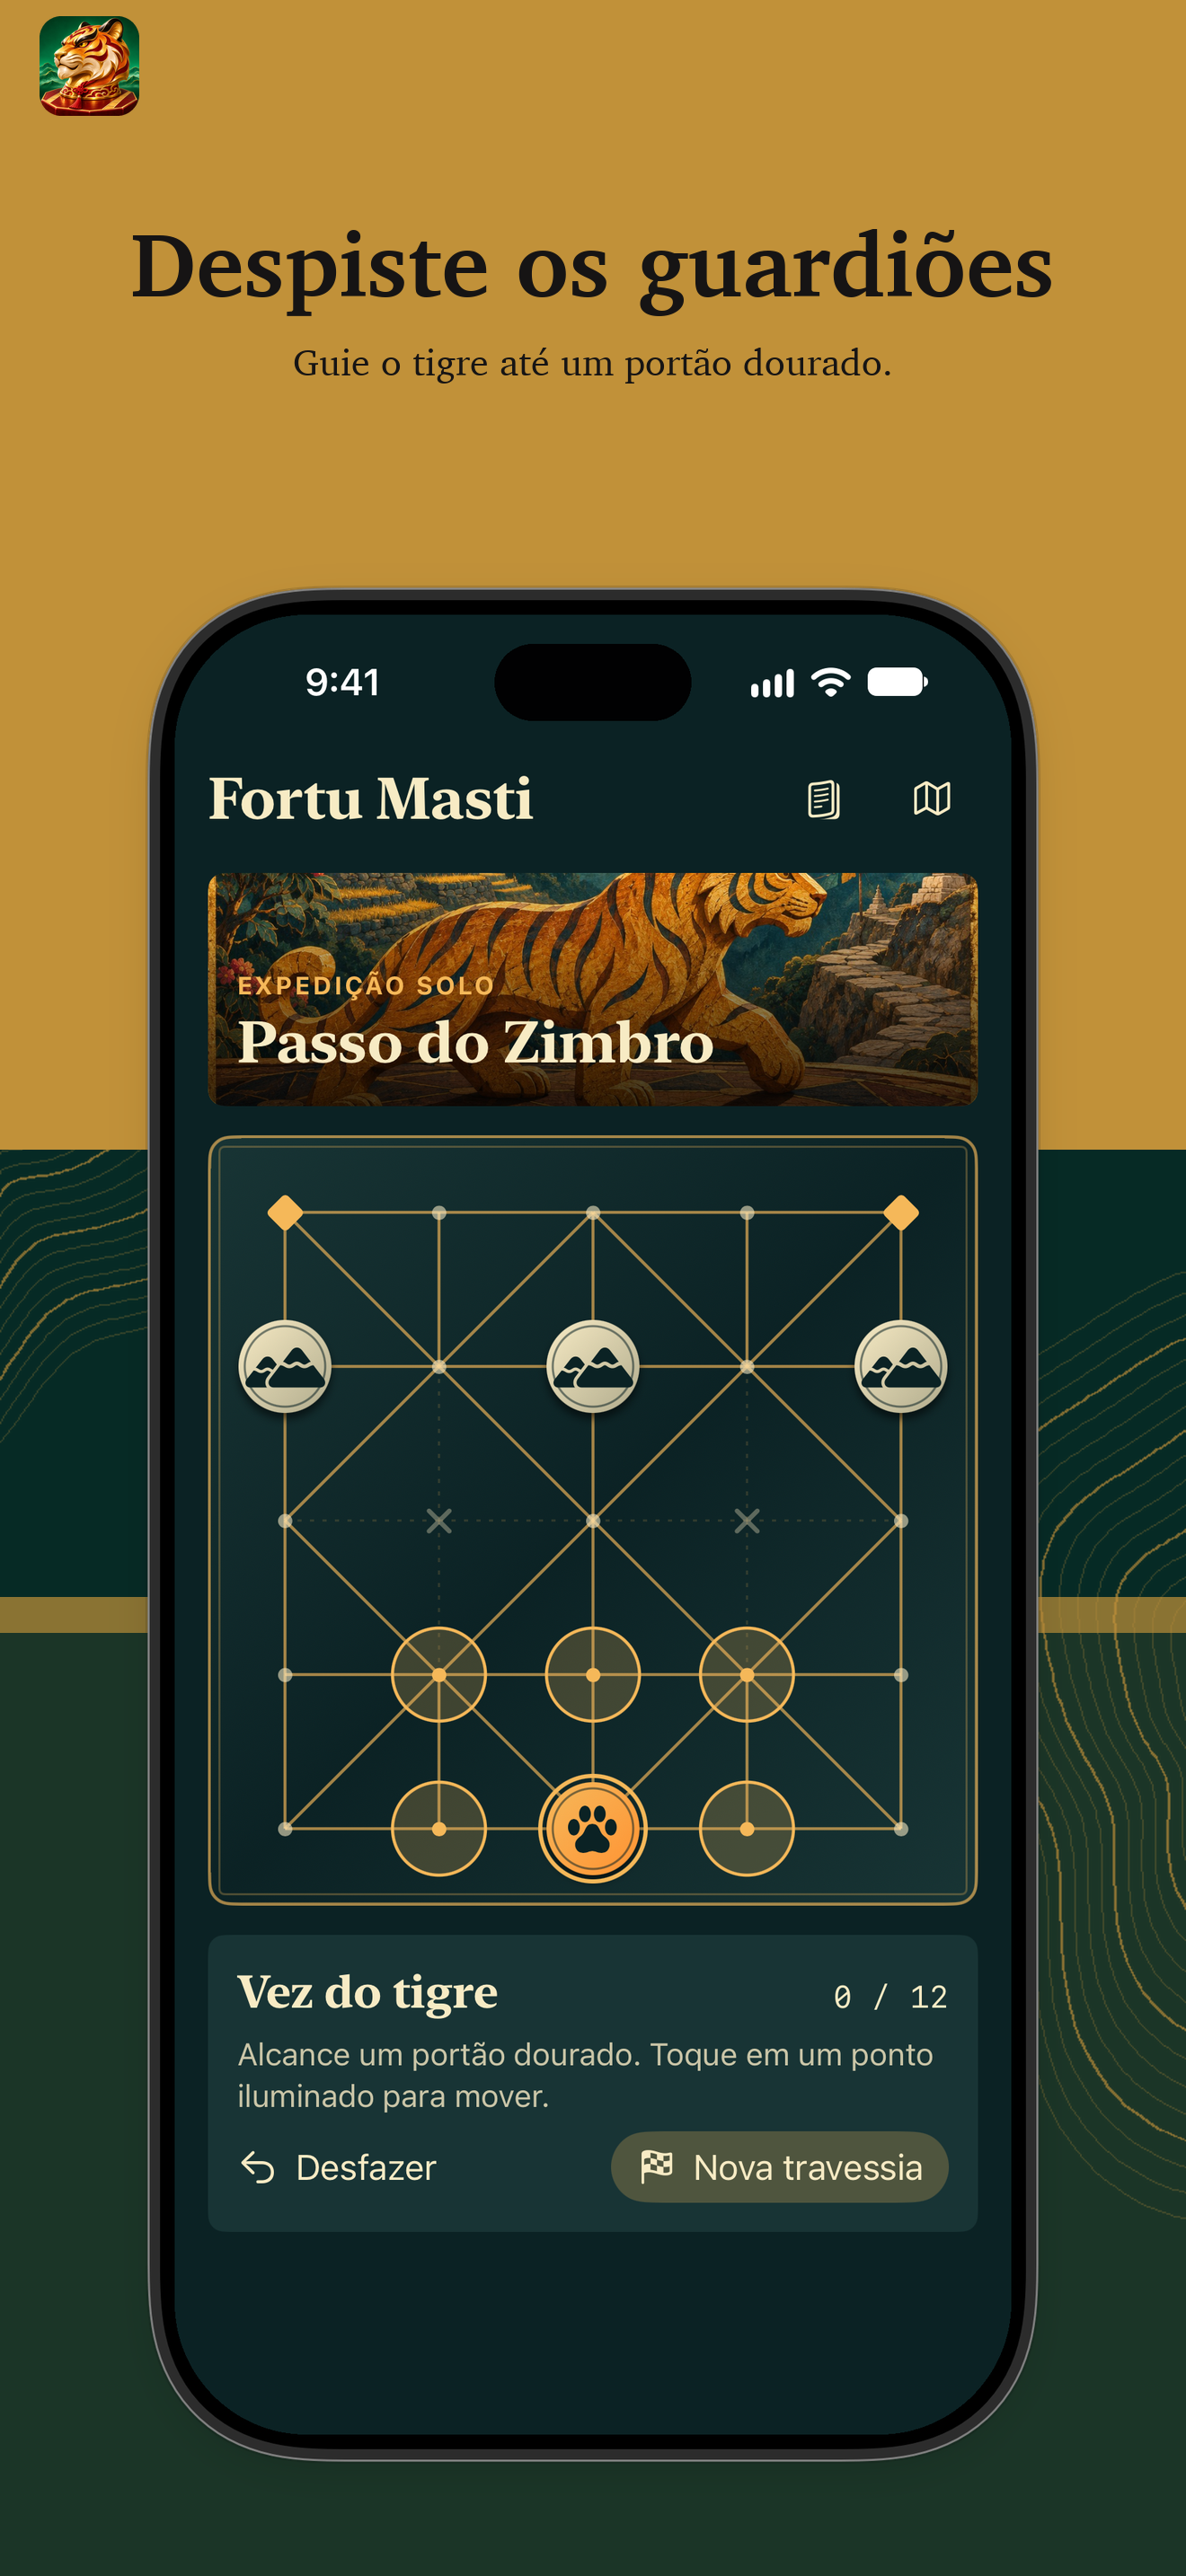 Despiste os guardiões
Guie o tigre até um portão dourado.
9:41
Fortu Masti
EXPEDIÇÃO SOLO
Passo do Zimbro
Vez do tigre
0 / 12
Alcance um portão dourado. Toque em um ponto
iluminado para mover.
Desfazer
Nova travessia